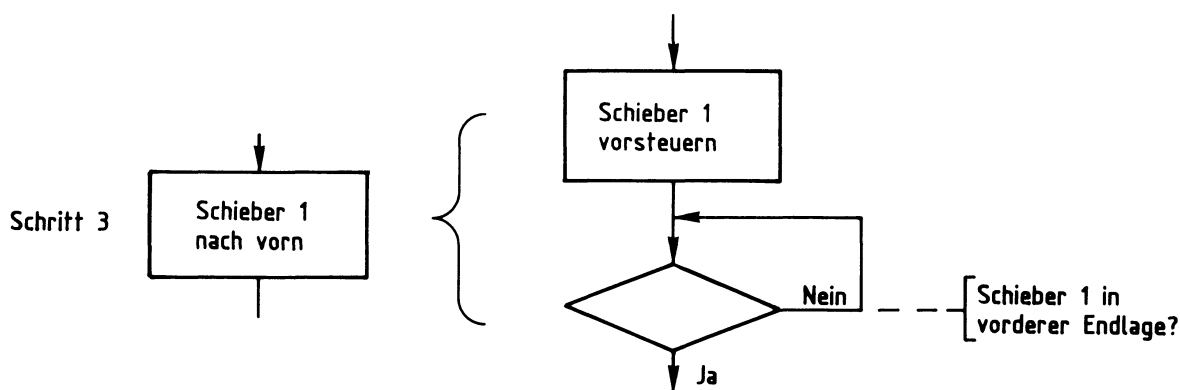 Schritt 3
Schieber 1
nach vorn
Schieber 1
vorsteuern
Nein
Schieber 1 in
vorderer Endlage?
Ja